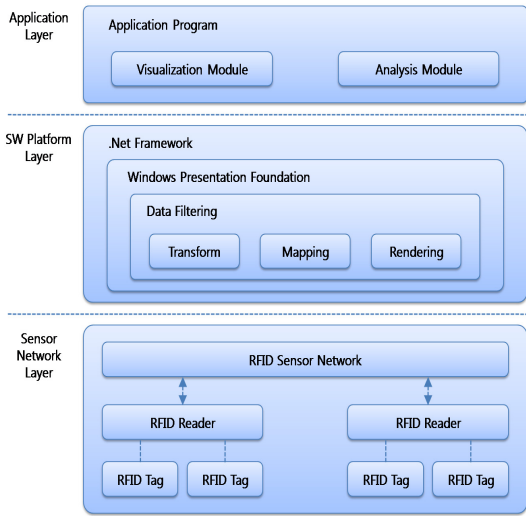 Application
Layer
Application Program
Visualization Module
Analysis Module
SW Platform
Layer
.Net Framework
Windows Presentation Foundation
Data Filtering
Transform
Mapping
Rendering
Sensor
Network
Layer
RFID Sensor Network
RFID Reader
RFID Reader
RFID Tag
RFID Tag
RFID Tag
RFID Tag